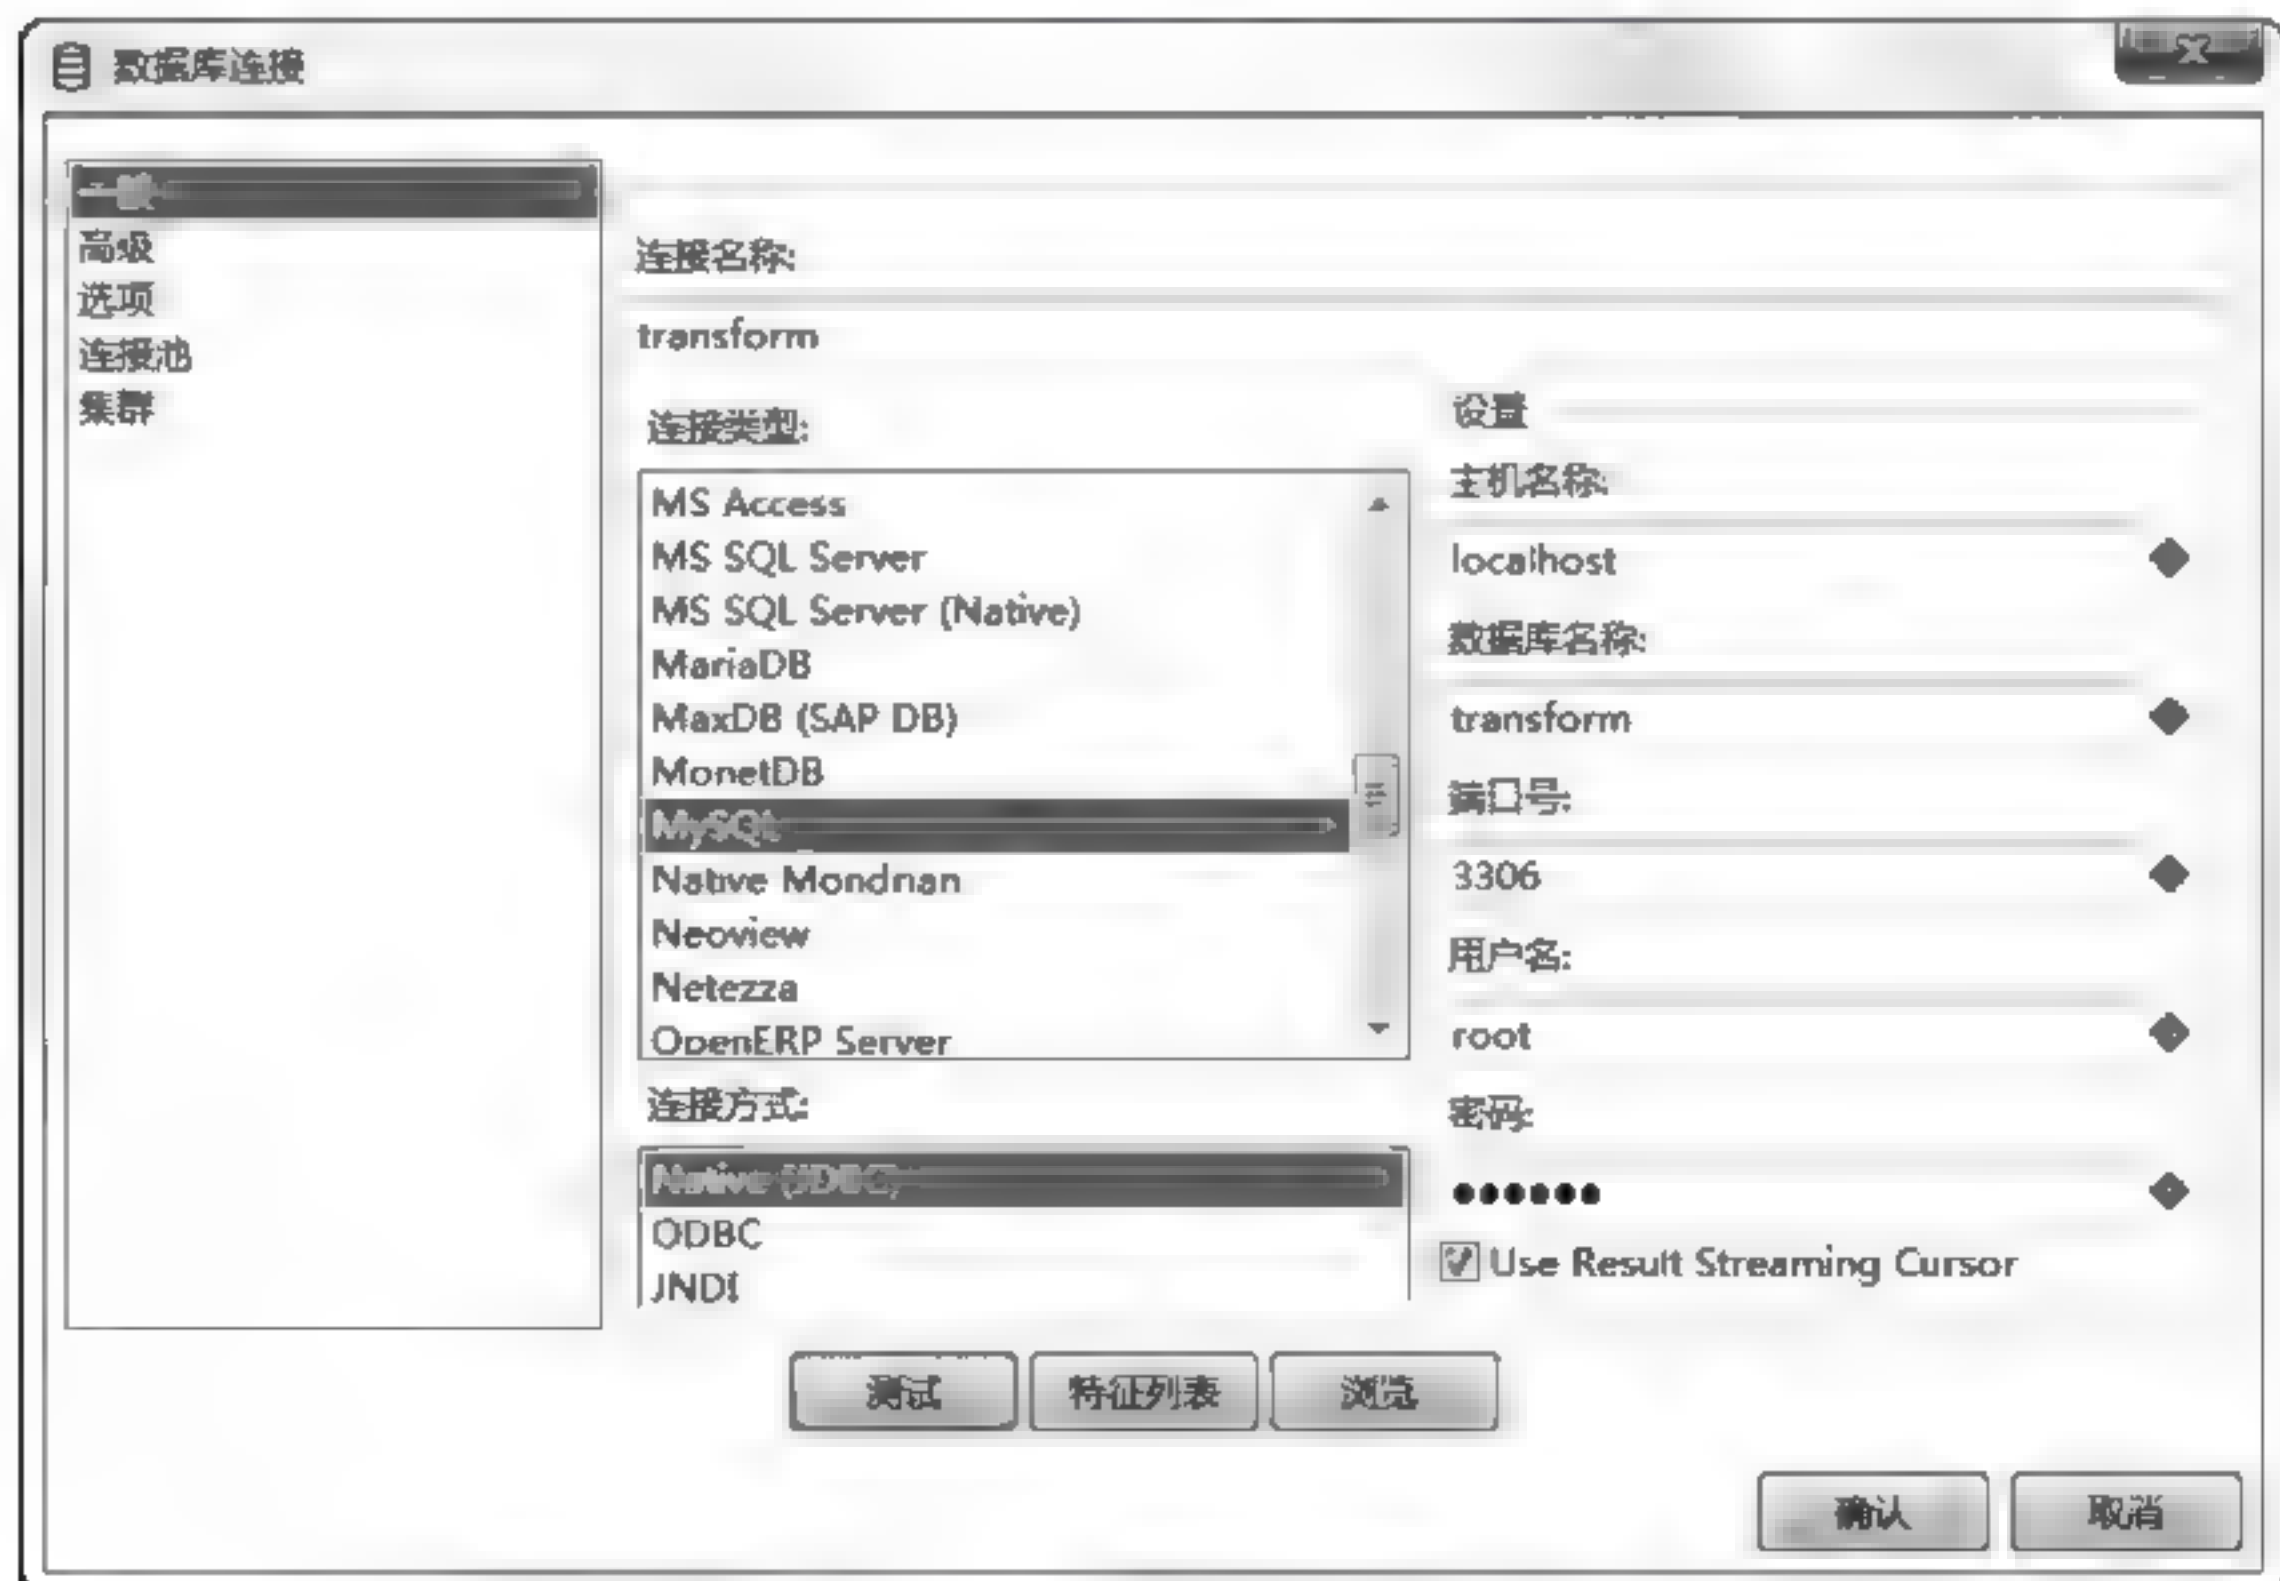 数据库连接
一般
高级
选项
连接池
集群
连接名称:
transform
连接类型:
MS Access
MS SQL Server
MS SQL Server (Native)
MariaDB
MaxDB (SAP DB)
MonetDB
MySQL
Native Mondrian
Neoview
Netezza
OpenERP Server
连接方式:
Native (JDBC)
ODBC
JNDI
设置
主机名称:
localhost
数据库名称:
transform
端口号:
3306
用户名:
root
密码:
●●●●●●
Use Result Streaming Cursor
测试
特征列表
浏览
确认
取消